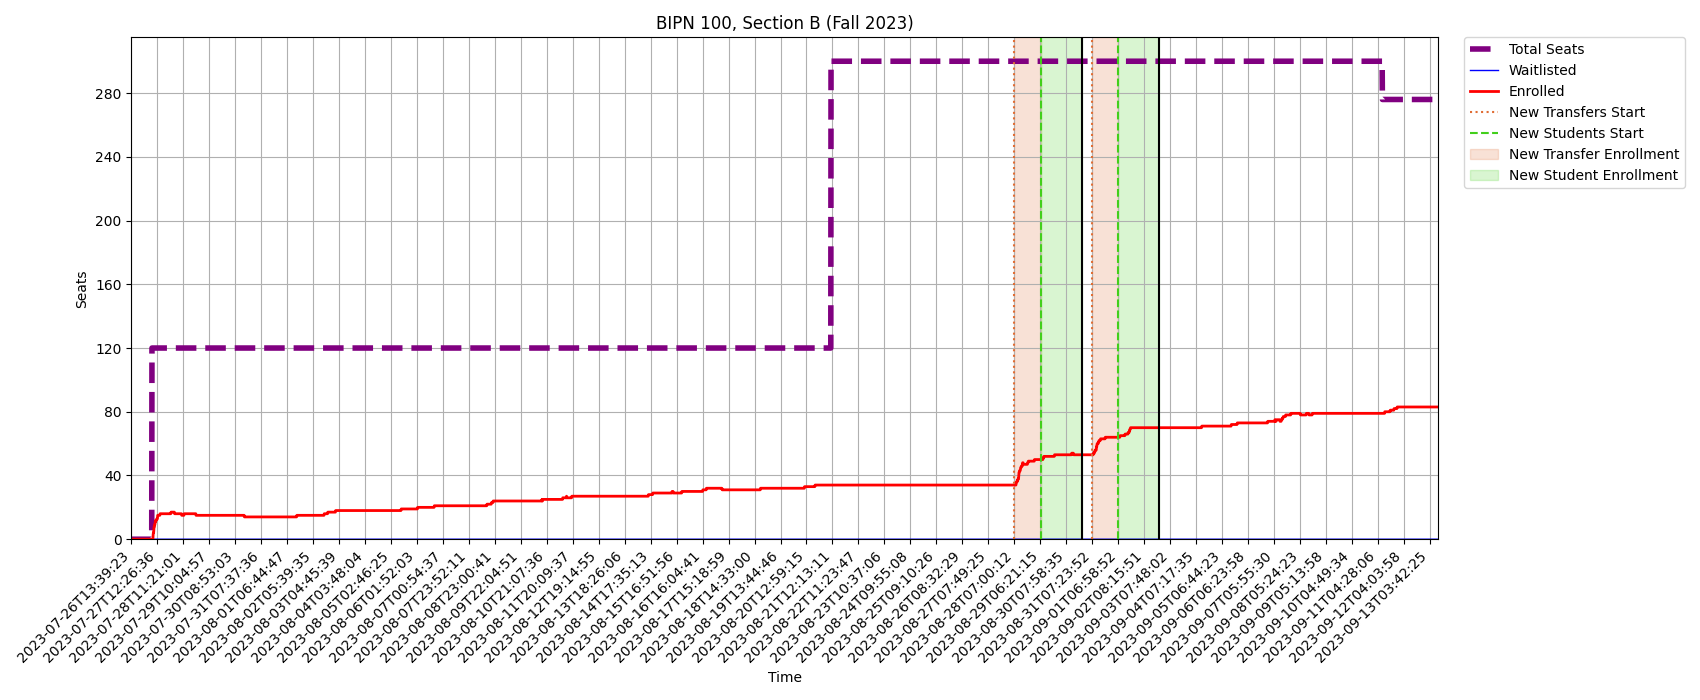 BIPN 100, Section B (Fall 2023)
Total Seats
Waitlisted
Enrolled
New Transfers Start
New Students Start
New Transfer Enrollment
New Student Enrollment
280
240
200
160
120
80
40
0
Seats
2023-07-26T13:39:23
2023-07-27T12:26:36
2023-07-28T11:21:01
2023-07-29T10:04:57
2023-07-30T08:53:03
2023-07-31T07:37:36
2023-08-01T06:44:47
2023-08-02T05:39:35
2023-08-03T04:45:39
2023-08-04T03:48:04
2023-08-05T02:46:25
2023-08-06T01:52:03
2023-08-07T00:54:37
2023-08-07T23:52:11
2023-08-08T23:00:41
2023-08-09T22:04:51
2023-08-10T21:07:36
2023-08-11T20:09:37
2023-08-12T19:14:55
2023-08-13T18:26:06
2023-08-14T17:35:13
2023-08-15T16:51:56
2023-08-16T16:04:41
2023-08-17T15:18:59
2023-08-18T14:33:00
2023-08-19T13:44:46
2023-08-20T12:59:15
2023-08-21T12:13:11
2023-08-22T11:23:47
2023-08-23T10:37:06
2023-08-24T09:55:08
2023-08-25T09:10:26
2023-08-26T08:32:29
2023-08-27T07:49:25
2023-08-28T07:00:12
2023-08-29T06:21:15
2023-08-30T07:58:35
2023-08-31T07:23:52
2023-09-01T06:58:52
2023-09-02T08:15:51
2023-09-03T07:48:02
2023-09-04T07:17:35
2023-09-05T06:44:23
2023-09-06T06:23:58
2023-09-07T05:55:30
2023-09-08T05:24:23
2023-09-09T05:13:58
2023-09-10T04:49:34
2023-09-11T04:28:06
2023-09-12T04:03:58
2023-09-13T03:42:25
Time